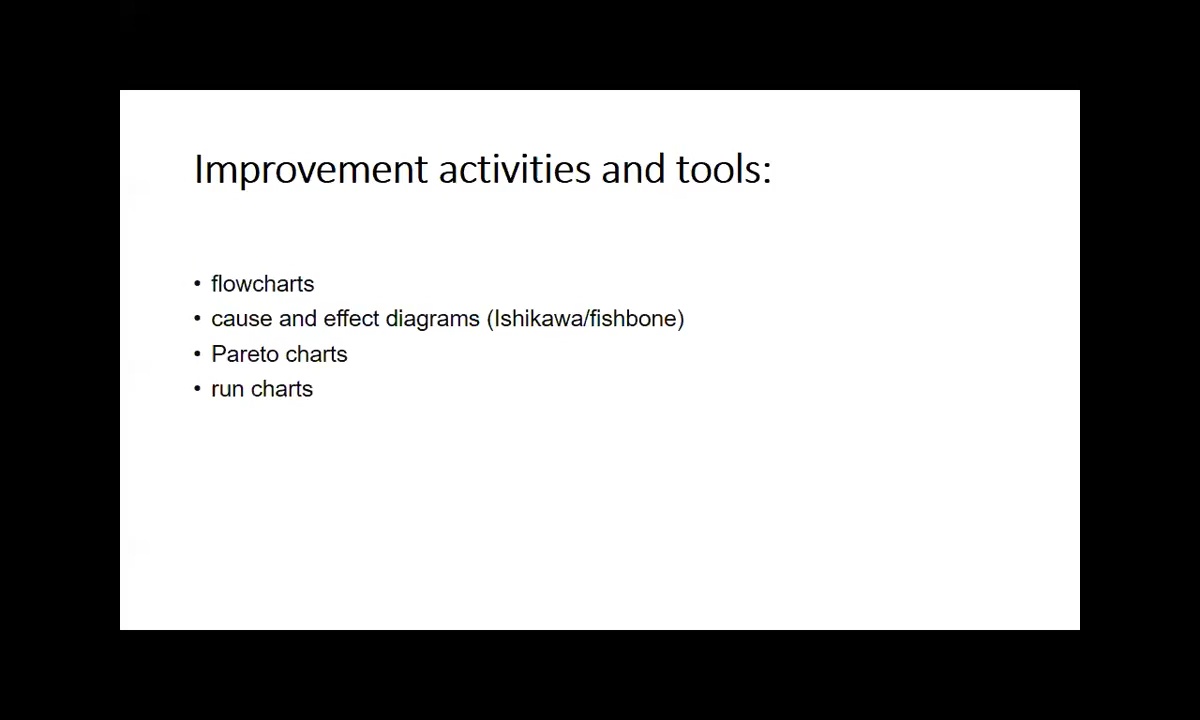 Improvement activities and tools:
• flowcharts
• cause and effect diagrams (Ishikawa/fishbone)
• Pareto charts
• run charts